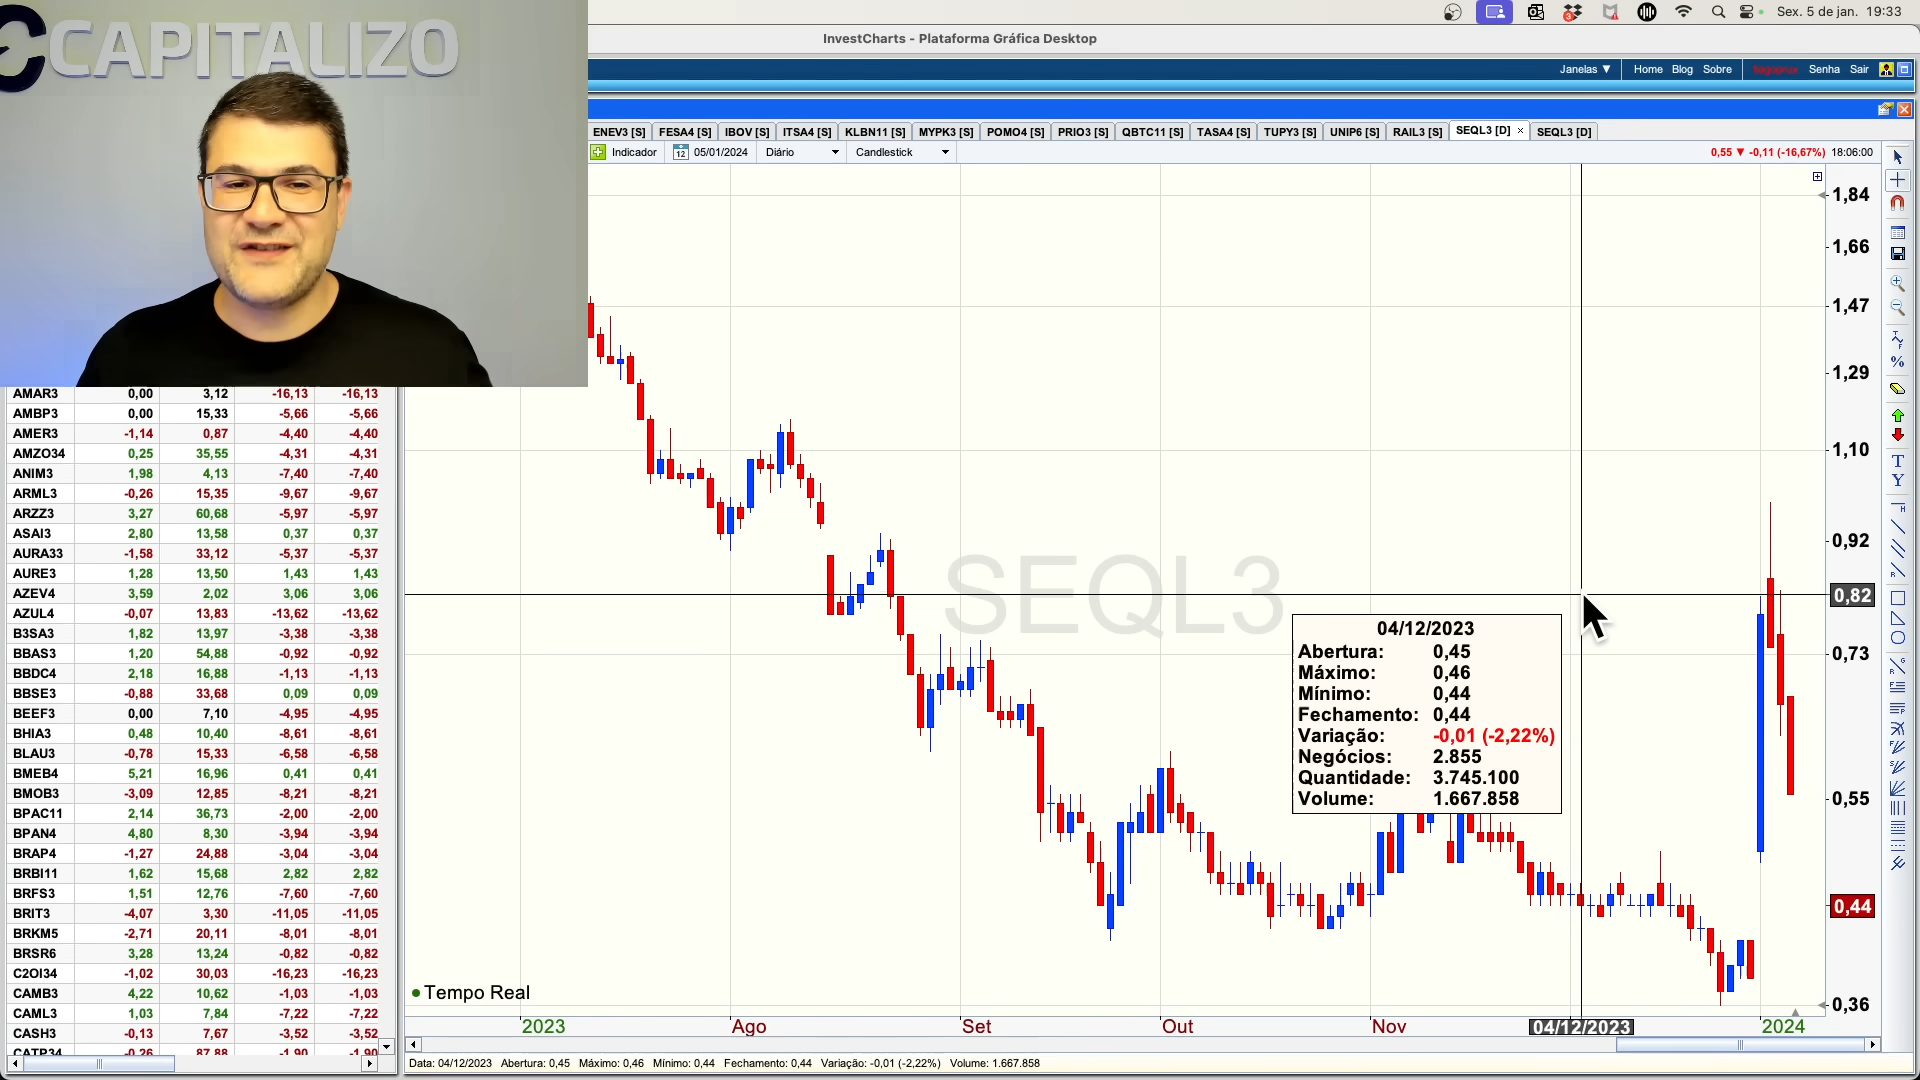 CAPITALIZO
Sex. 5 de jan. 19:33
InvestCharts - Plataforma Gráfica Desktop
Janelas ▼ Home Blog Sobre Senha Sair
ENEV3 [S] FESA4 [S] IBOV [S] ITSA4 [S] KLBN11 [S] MYPK3 [S] POMO4 [S] PRIO3 [S] QBTC11 [S] TASA4 [S] TUPY3 [S] UNIP6 [S] RAIL3 [S] SEQL3 [D] × SEQL3 [D]
Indicador 12 05/01/2024 Diário Candlestick 0,55 ▼ -0,11 (-16,67%) 18:06:00
1,84
1,66
1,47
1,29
1,10
0,92
0,82
0,73
0,55
0,44
0,36
SEQL3
04/12/2023
Abertura: 0,45
Máximo: 0,46
Mínimo: 0,44
Fechamento: 0,44
Variação: -0,01 (-2,22%)
Negócios: 2.855
Quantidade: 3.745.100
Volume: 1.667.858
AMAR3 0,00 3,12 -16,13 -16,13
AMBP3 0,00 15,33 -5,66 -5,66
AMER3 -1,14 0,87 -4,40 -4,40
AMZO34 0,25 35,55 -4,31 -4,31
ANIM3 1,98 4,13 -7,40 -7,40
ARML3 -0,26 15,35 -9,67 -9,67
ARZZ3 3,27 60,68 -5,97 -5,97
ASAI3 2,80 13,58 0,37 0,37
AURA33 -1,58 33,12 -5,37 -5,37
AURE3 1,28 13,50 1,43 1,43
AZEV4 3,59 2,02 3,06 3,06
AZUL4 -0,07 13,83 -13,62 -13,62
B3SA3 1,82 13,97 -3,38 -3,38
BBAS3 1,20 54,88 -0,92 -0,92
BBDC4 2,18 16,88 -1,13 -1,13
BBSE3 -0,88 33,68 0,09 0,09
BEEF3 0,00 7,10 -4,95 -4,95
BHIA3 0,48 10,40 -8,61 -8,61
BLAU3 -0,78 15,33 -6,58 -6,58
BMEB4 5,21 16,96 0,41 0,41
BMOB3 -3,09 12,85 -8,21 -8,21
BPAC11 2,14 36,73 -2,00 -2,00
BPAN4 4,80 8,30 -3,94 -3,94
BRAP4 -1,27 24,88 -3,04 -3,04
BRBI11 1,62 15,68 2,82 2,82
BRFS3 1,51 12,76 -7,60 -7,60
BRIT3 -4,07 3,30 -11,05 -11,05
BRKM5 -2,71 20,11 -8,01 -8,01
BRSR6 3,28 13,24 -0,82 -0,82
C2OI34 -1,02 30,03 -16,23 -16,23
CAMB3 4,22 10,62 -1,03 -1,03
CAML3 1,03 7,84 -7,22 -7,22
CASH3 -0,13 7,67 -3,52 -3,52
CATP34 -0,26 87,88 -1,90 -1,90
Tempo Real
2023 Ago Set Out Nov 04/12/2023 2024
Data: 04/12/2023 Abertura: 0,45 Máximo: 0,46 Mínimo: 0,44 Fechamento: 0,44 Variação: -0,01 (-2,22%) Volume: 1.667.858